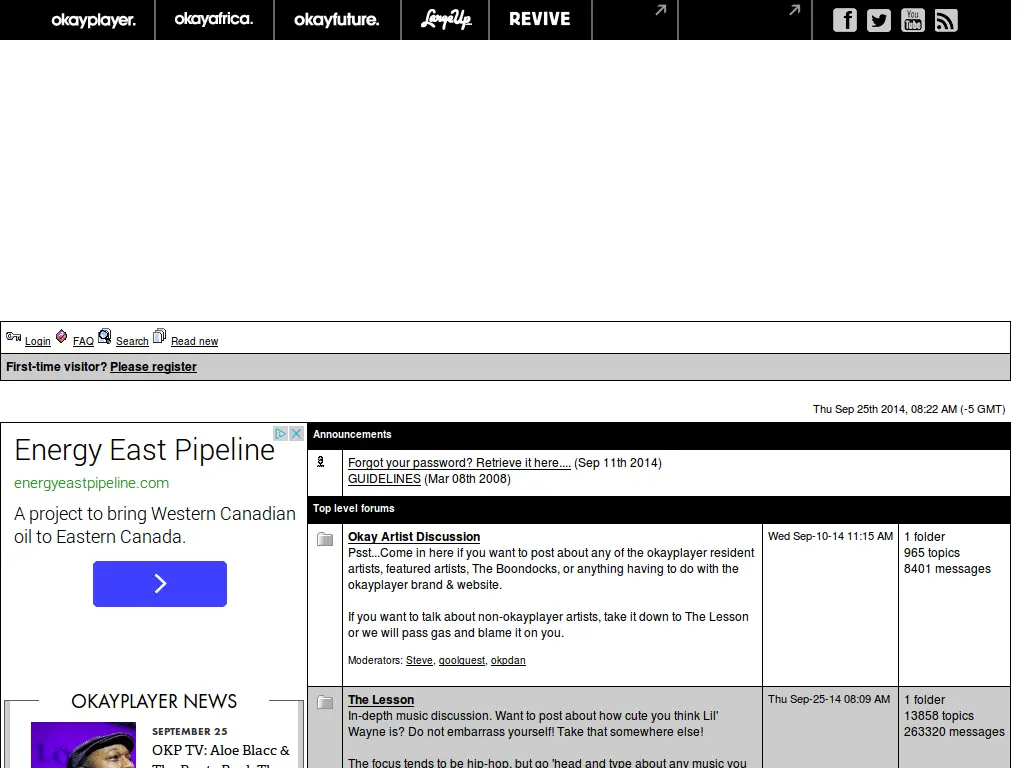 okayplayer. okayafrica. okayfuture. LargeUp REVIVE You Tube
Login FAQ Search Read new
First-time visitor? Please register
Thu Sep 25th 2014, 08:22 AM (-5 GMT)
Energy East Pipeline
energyeastpipeline.com
A project to bring Western Canadian
oil to Eastern Canada.
OKAYPLAYER NEWS
SEPTEMBER 25
OKP TV: Aloe Blacc &
The Roots Rock The
Announcements
Forgot your password? Retrieve it here.... (Sep 11th 2014)
GUIDELINES (Mar 08th 2008)
Top level forums
Okay Artist Discussion
Psst...Come in here if you want to post about any of the okayplayer resident
artists, featured artists, The Boondocks, or anything having to do with the
okayplayer brand & website.
If you want to talk about non-okayplayer artists, take it down to The Lesson
or we will pass gas and blame it on you.
Moderators: Steve, qoolquest, okpdan
Wed Sep-10-14 11:15 AM
1 folder
965 topics
8401 messages
The Lesson
In-depth music discussion. Want to post about how cute you think Lil'
Wayne is? Do not embarrass yourself! Take that somewhere else!
The focus tends to be hip-hop, but go 'head and type about any music you
Thu Sep-25-14 08:09 AM
1 folder
13858 topics
263320 messages